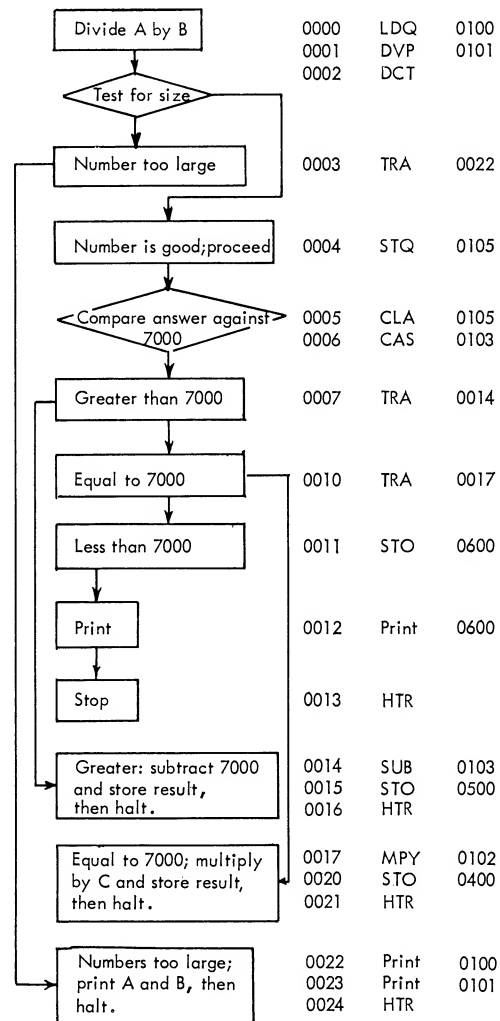 Divide A by B 0000 LDQ 0100
0001 DVP 0101
0002 DCT
Test for size
Number too large 0003 TRA 0022
Number is good;proceed 0004 STQ 0105
Compare answer against 0005 CLA 0105
7000 0006 CAS 0103
Greater than 7000 0007 TRA 0014
Equal to 7000 0010 TRA 0017
Less than 7000 0011 STO 0600
Print 0012 Print 0600
Stop 0013 HTR
Greater: subtract 7000 0014 SUB 0103
and store result, 0015 STO 0500
then halt. 0016 HTR
Equal to 7000; multiply 0017 MPY 0102
by C and store result, 0020 STO 0400
then halt. 0021 HTR
Numbers too large; 0022 Print 0100
print A and B, then 0023 Print 0101
halt. 0024 HTR